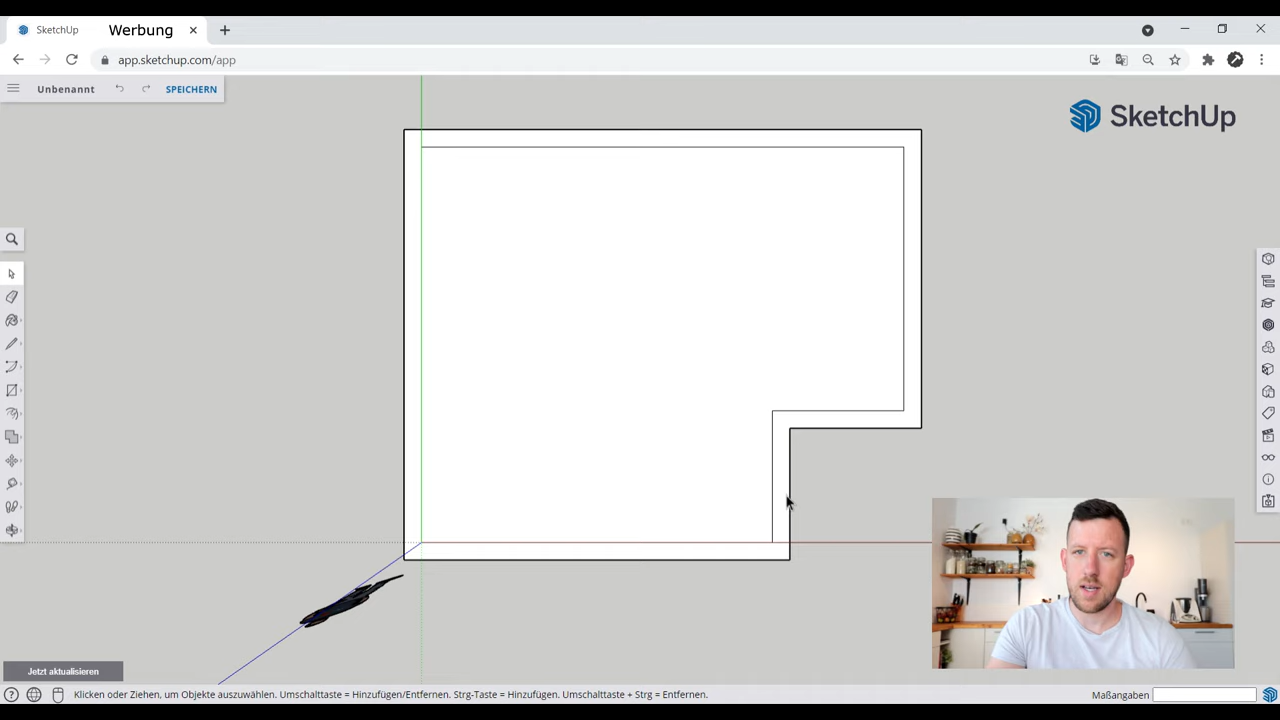 SketchUp
Werbung
app.sketchup.com/app
Unbenannt
SPEICHERN
SketchUp
Jetzt aktualisieren
Klicken oder Ziehen, um Objekte auszuwählen. Umschalttaste = Hinzufügen/Entfernen. Strg-Taste = Hinzufügen. Umschalttaste + Strg = Entfernen.
Maßangaben